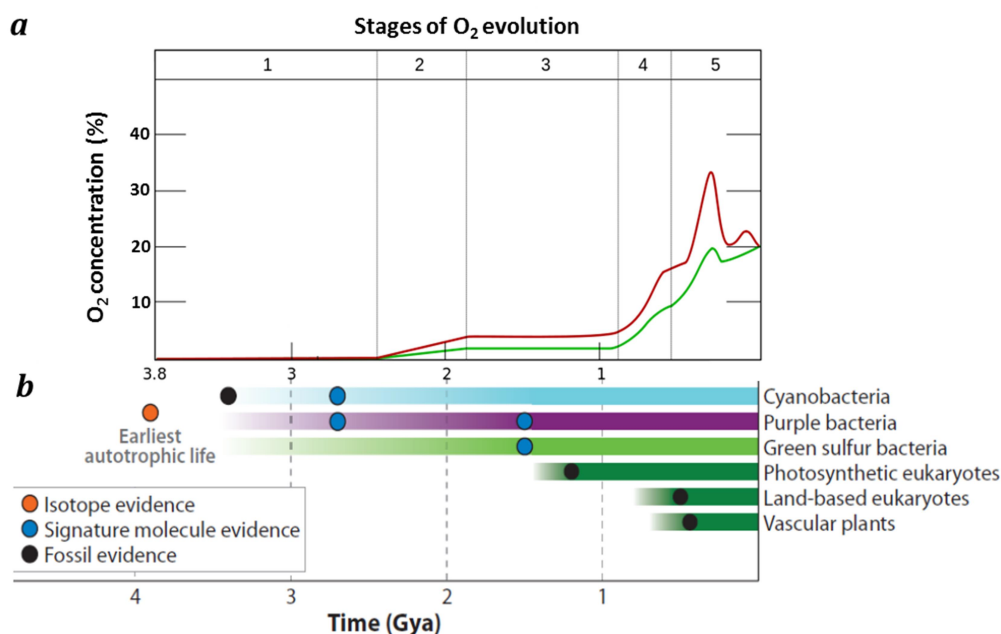 a
Stages of O2 evolution
1 2 3 4 5
O2 concentration (%)
40
30
20
10
3.8 3 2 1
b
Cyanobacteria
Purple bacteria
Earliest
autotrophic life
Green sulfur bacteria
Photosynthetic eukaryotes
Land-based eukaryotes
Vascular plants
Isotope evidence
Signature molecule evidence
Fossil evidence
4 3 2 1
Time (Gya)